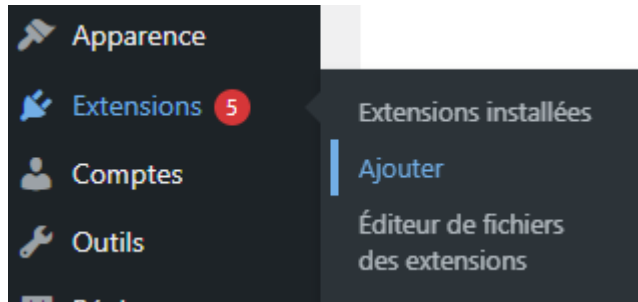 Apparence
Extensions 5
Comptes
Outils
Extensions installées
Ajouter
Éditeur de fichiers
des extensions